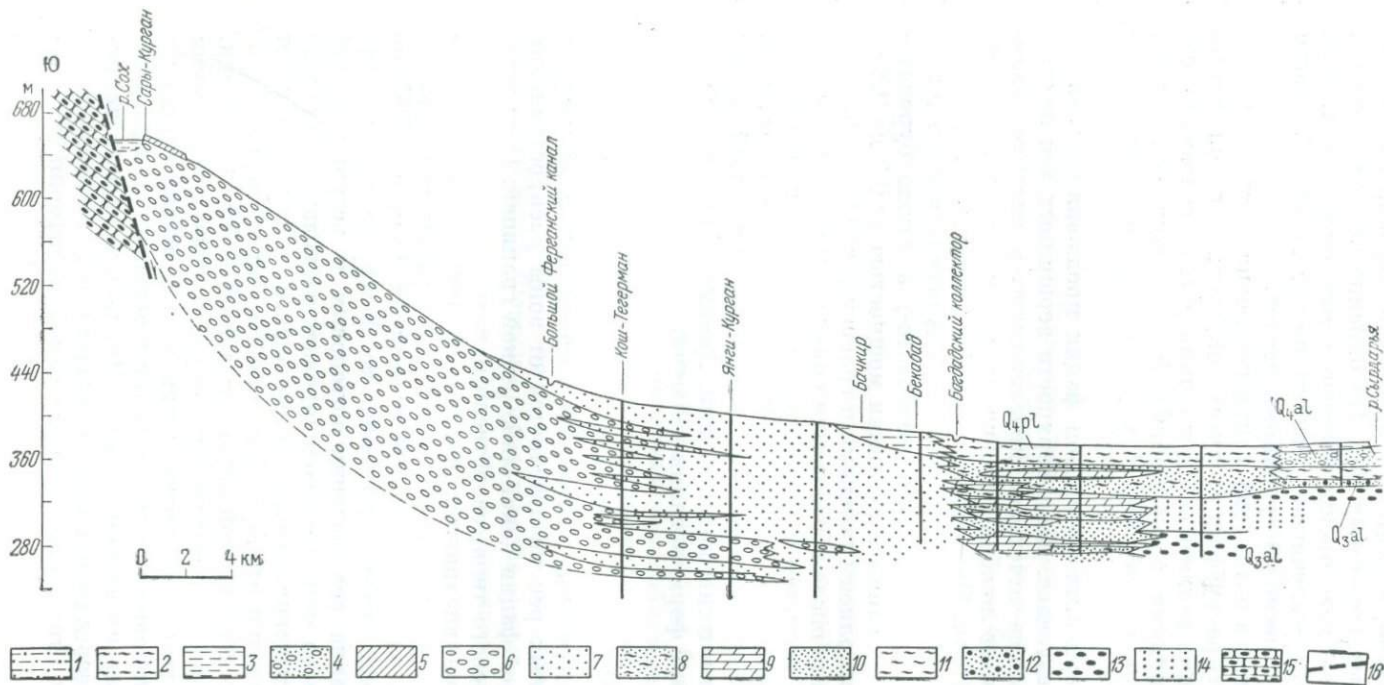 Ю
м
680
600
520
440
360
280
р.Сох
Сары-Курган
Большой Ферганский канал
Кош-Тегерман
Янги-Курган
Бачкир
Бекабад
Багдадский коллектор
р.Сырдарья
Q₄pl
Q₄al
Q₃al
Q₃al
0 2 4 км
1 2 3 4 5 6 7 8 9 10 11 12 13 14 15 16